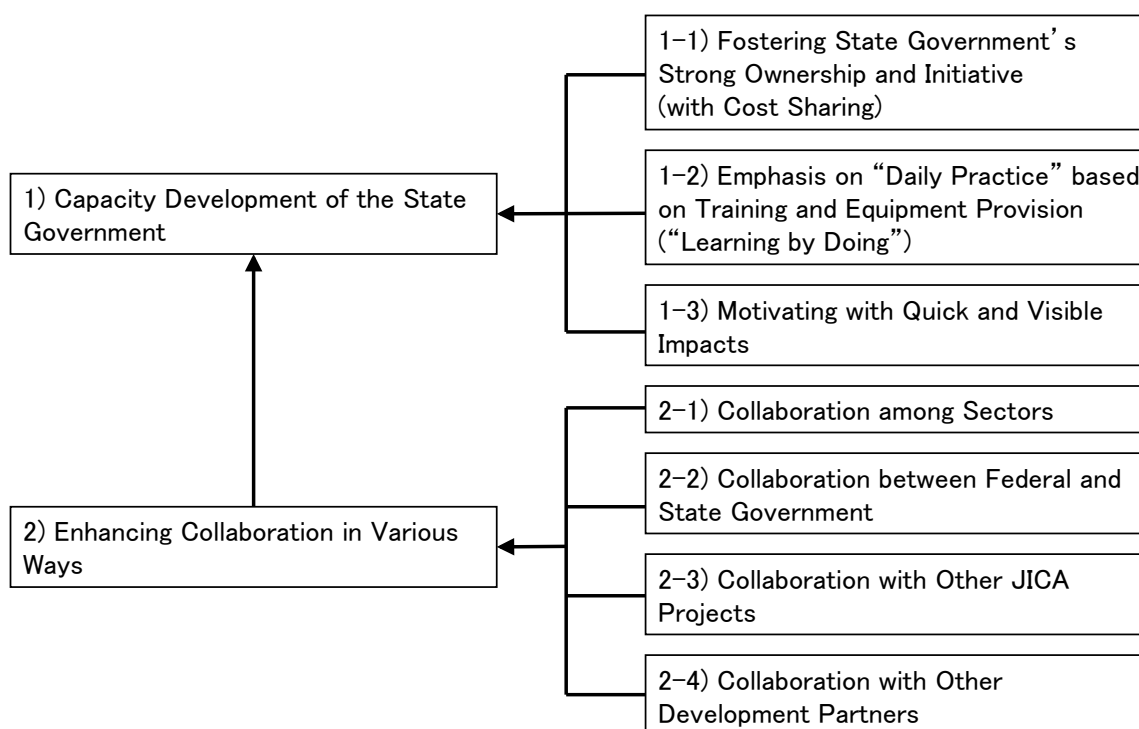 1-1) Fostering State Government's
Strong Ownership and Initiative
(with Cost Sharing)
1) Capacity Development of the State
Government
1-2) Emphasis on “Daily Practice” based
on Training and Equipment Provision
(“Learning by Doing”)
1-3) Motivating with Quick and Visible
Impacts
2-1) Collaboration among Sectors
2-2) Collaboration between Federal and
State Government
2) Enhancing Collaboration in Various
Ways
2-3) Collaboration with Other JICA
Projects
2-4) Collaboration with Other
Development Partners